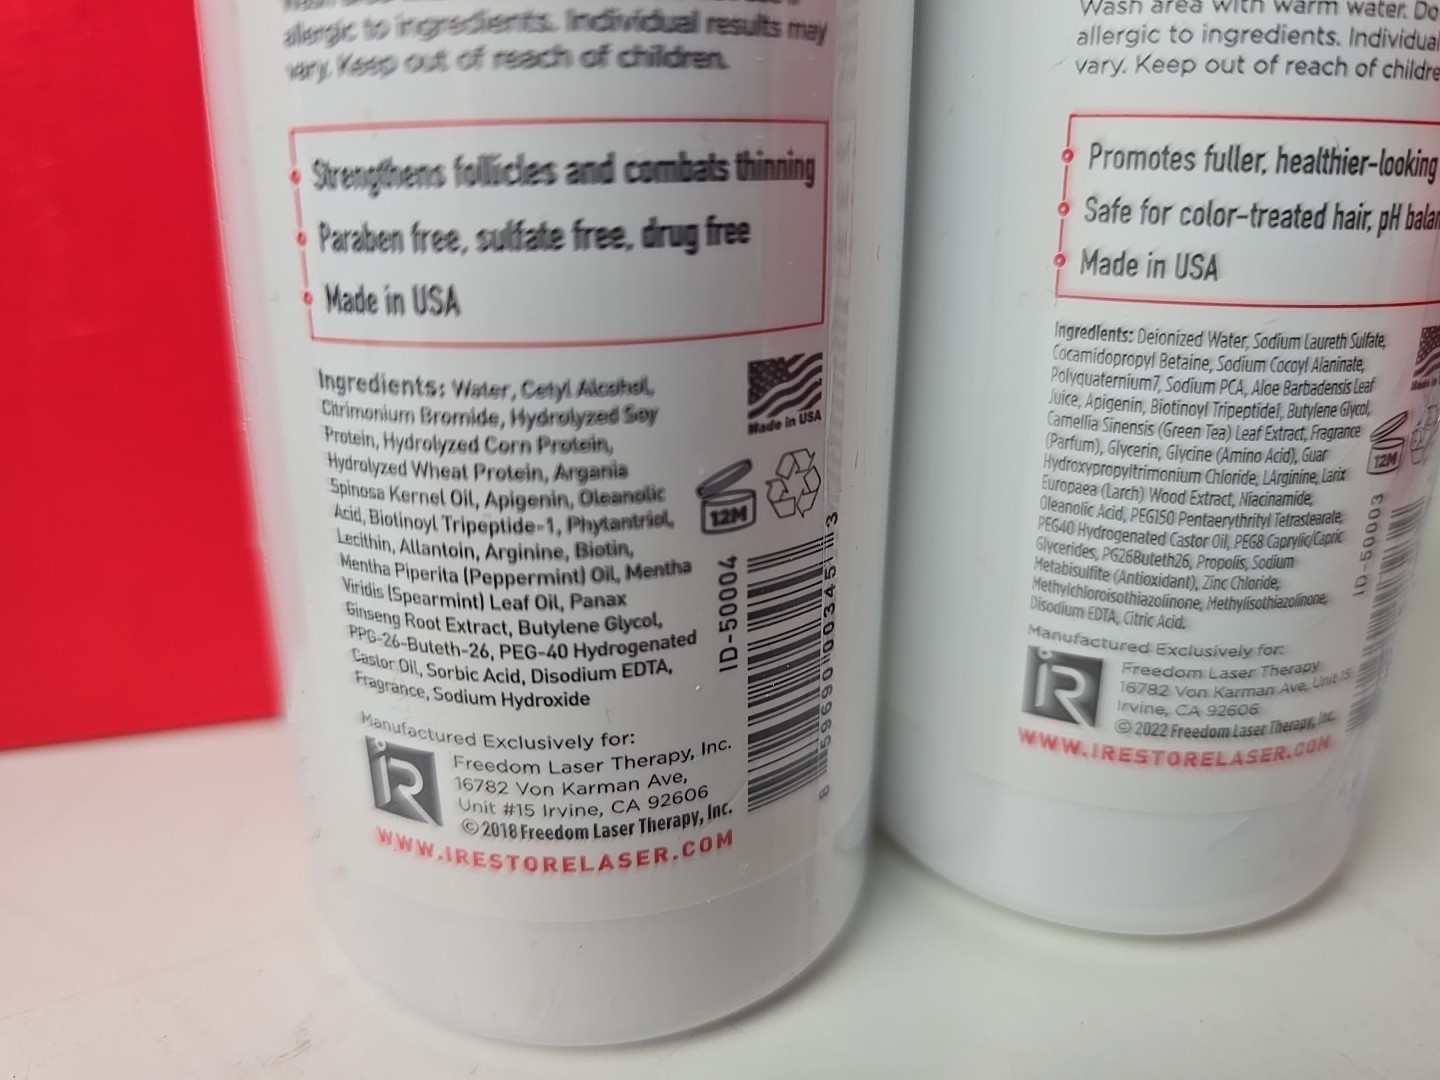 allergic to ingredients. Individual results may
vary. Keep out of reach of children.
Strengthens follicles and combats thinning
Paraben free, sulfate free, drug free
Made in USA
Ingredients: Water, Cetyl Alcohol,
Citrimonium Bromide, Hydrolyzed Soy
Protein, Hydrolyzed Corn Protein,
Hydrolyzed Wheat Protein, Argania
Spinosa Kernel Oil, Apigenin, Oleanolic
Acid, Biotinoyl Tripeptide-1, Phytantriol,
Lecithin, Allantoin, Arginine, Biotin,
Mentha Piperita (Peppermint) Oil, Mentha
Viridis (Spearmint) Leaf Oil, Panax
Ginseng Root Extract, Butylene Glycol,
PPG-26-Buteth-26, PEG-40 Hydrogenated
Castor Oil, Sorbic Acid, Disodium EDTA,
Fragrance, Sodium Hydroxide
Made in USA
12M
ID-50004
Manufactured Exclusively for:
iR
Freedom Laser Therapy, Inc.
16782 Von Karman Ave,
Unit #15 Irvine, CA 92606
© 2018 Freedom Laser Therapy, Inc.
WWW.IRESTORELASER.COM
Wash area with warm water. Do
allergic to ingredients. Individual
vary. Keep out of reach of childre
Promotes fuller, healthier-looking
Safe for color-treated hair, pH balan
Made in USA
Ingredients: Deionized Water, Sodium Laureth Sulfate,
Cocamidopropyl Betaine, Sodium Cocoyl Alaninate,
Polyquaternium7, Sodium PCA, Aloe Barbadensis Leaf
Juice, Apigenin, Biotinoyl Tripeptide1, Butylene Glycol,
Camellia Sinensis (Green Tea) Leaf Extract, Fragrance
(Parfum), Glycerin, Glycine (Amino Acid), Guar
Hydroxypropyltrimonium Chloride, LArginine, Larix
Europaea (Larch) Wood Extract, Niacinamide,
Oleanolic Acid, PEG150 Pentaerythrityl Tetrastearate,
PEG40 Hydrogenated Castor Oil, PEG8 Caprylic/Capric
Glycerides, PG26Buteth26, Propolis, Sodium
Metabisulfite (Antioxidant), Zinc Chloride,
Methylchloroisothiazolinone, Methylisothiazolinone,
Disodium EDTA, Citric Acid.
12M
ID-50003
Manufactured Exclusively for:
iR
Freedom Laser Therapy
16782 Von Karman Ave, Unit 15
Irvine, CA 92606
© 2022 Freedom Laser Therapy, Inc.
WWW.IRESTORELASER.COM